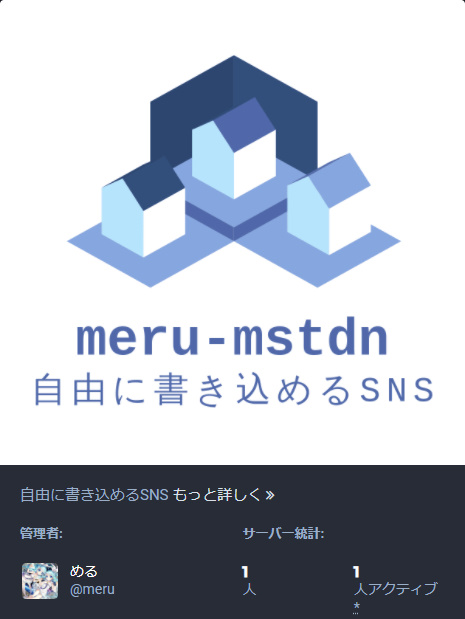 meru-mstdn
自由に書き込めるSNS
自由に書き込めるSNS もっと詳しく »
管理者: サーバー統計:
める 1 1
@meru 人 人アクティブ
*